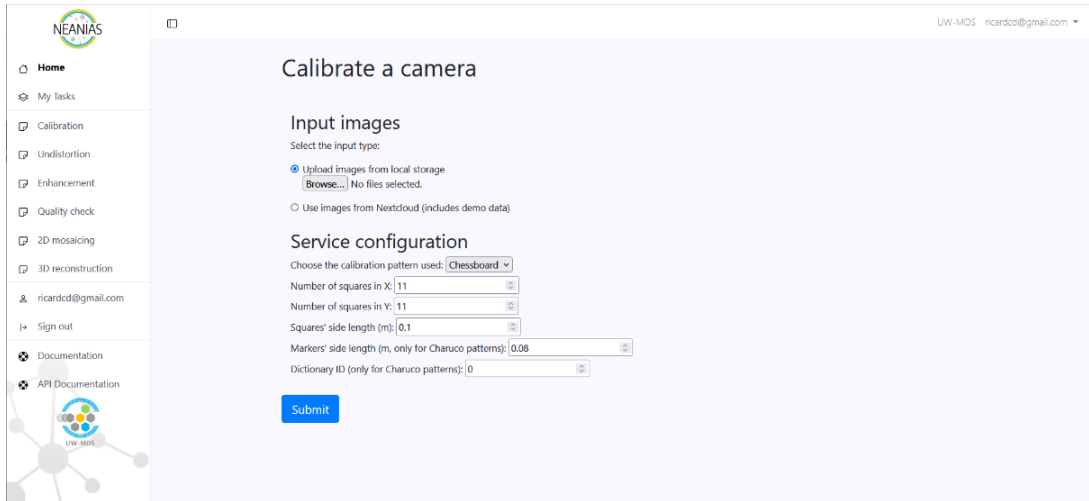 NEANIAS
UW-MOS ricardcd@gmail.com
Home
My Tasks
Calibration
Undistortion
Enhancement
Quality check
2D mosaicing
3D reconstruction
ricardcd@gmail.com
Sign out
Documentation
API Documentation
UW-MOS
Calibrate a camera
Input images
Select the input type:
Upload images from local storage
Browse... No files selected.
Use images from Nextcloud (includes demo data)
Service configuration
Choose the calibration pattern used: Chessboard
Number of squares in X: 11
Number of squares in Y: 11
Squares' side length (m): 0.1
Markers' side length (m, only for Charuco patterns): 0.08
Dictionary ID (only for Charuco patterns): 0
Submit